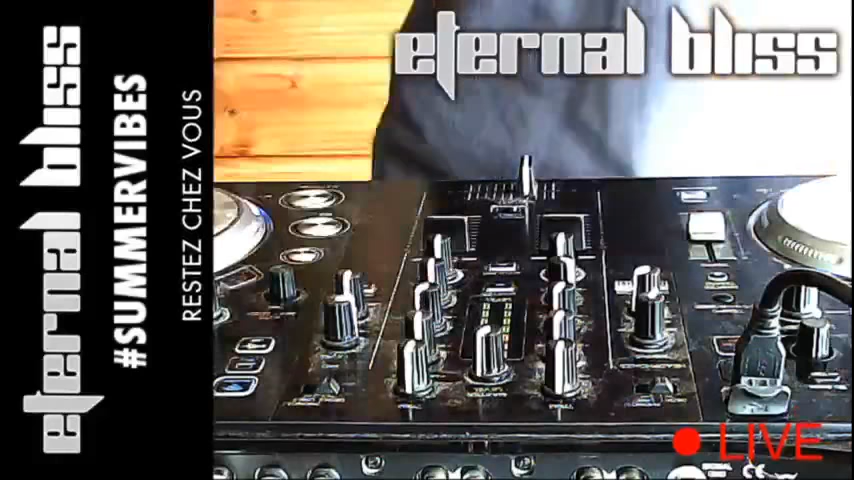 eternal bliss
#SUMMERVIBES
RESTEZ CHEZ VOUS
eternal bliss
LIVE